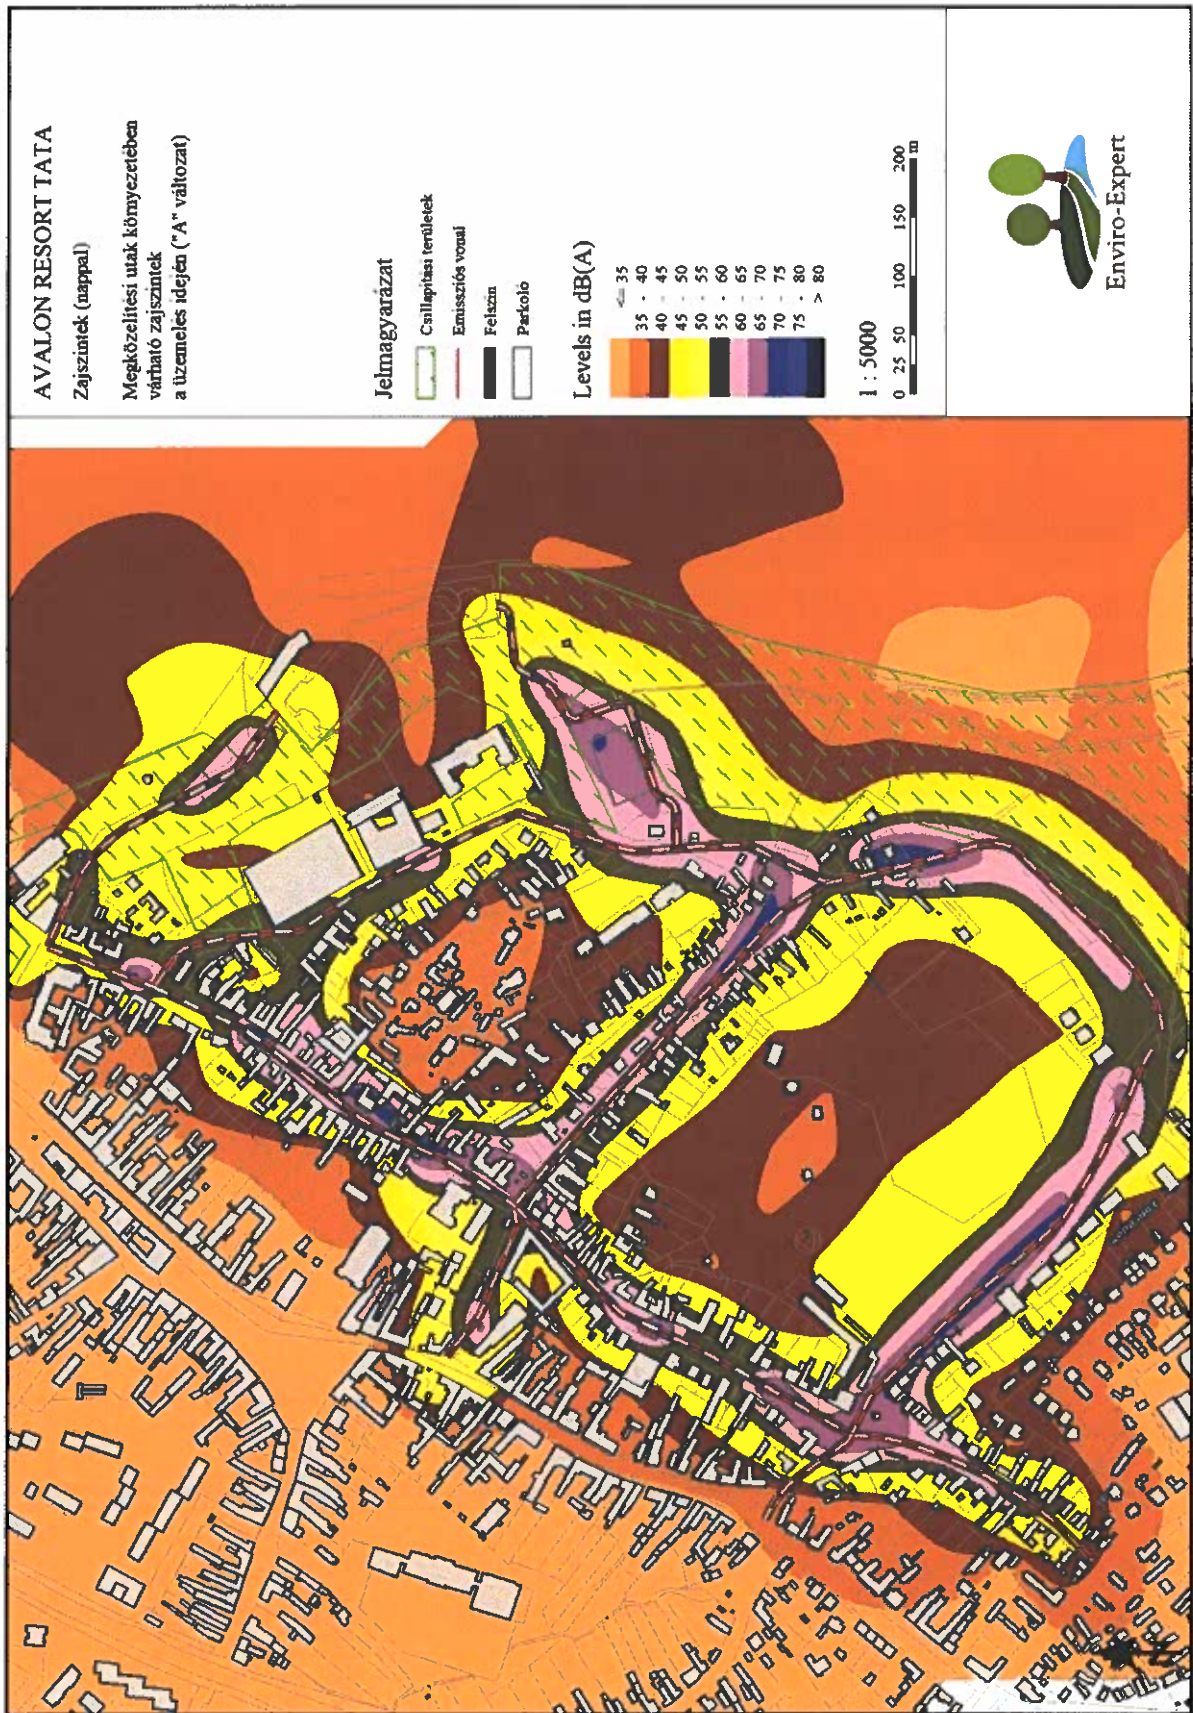 AVALON RESORT TATA
Zajszintek (nappal)
Megközelítési utak környezetében
várható zajszintek
a üzemelés idején ("A" változat)
Jelmagyarázat
Csillapítási területek
Emissziós vonal
Felszín
Parkoló
Levels in dB(A)
<= 35
35 - 40
40 - 45
45 - 50
50 - 55
55 - 60
60 - 65
65 - 70
70 - 75
75 - 80
> 80
1 : 5000
0 25 50 100 150 200
m
Enviro-Expert